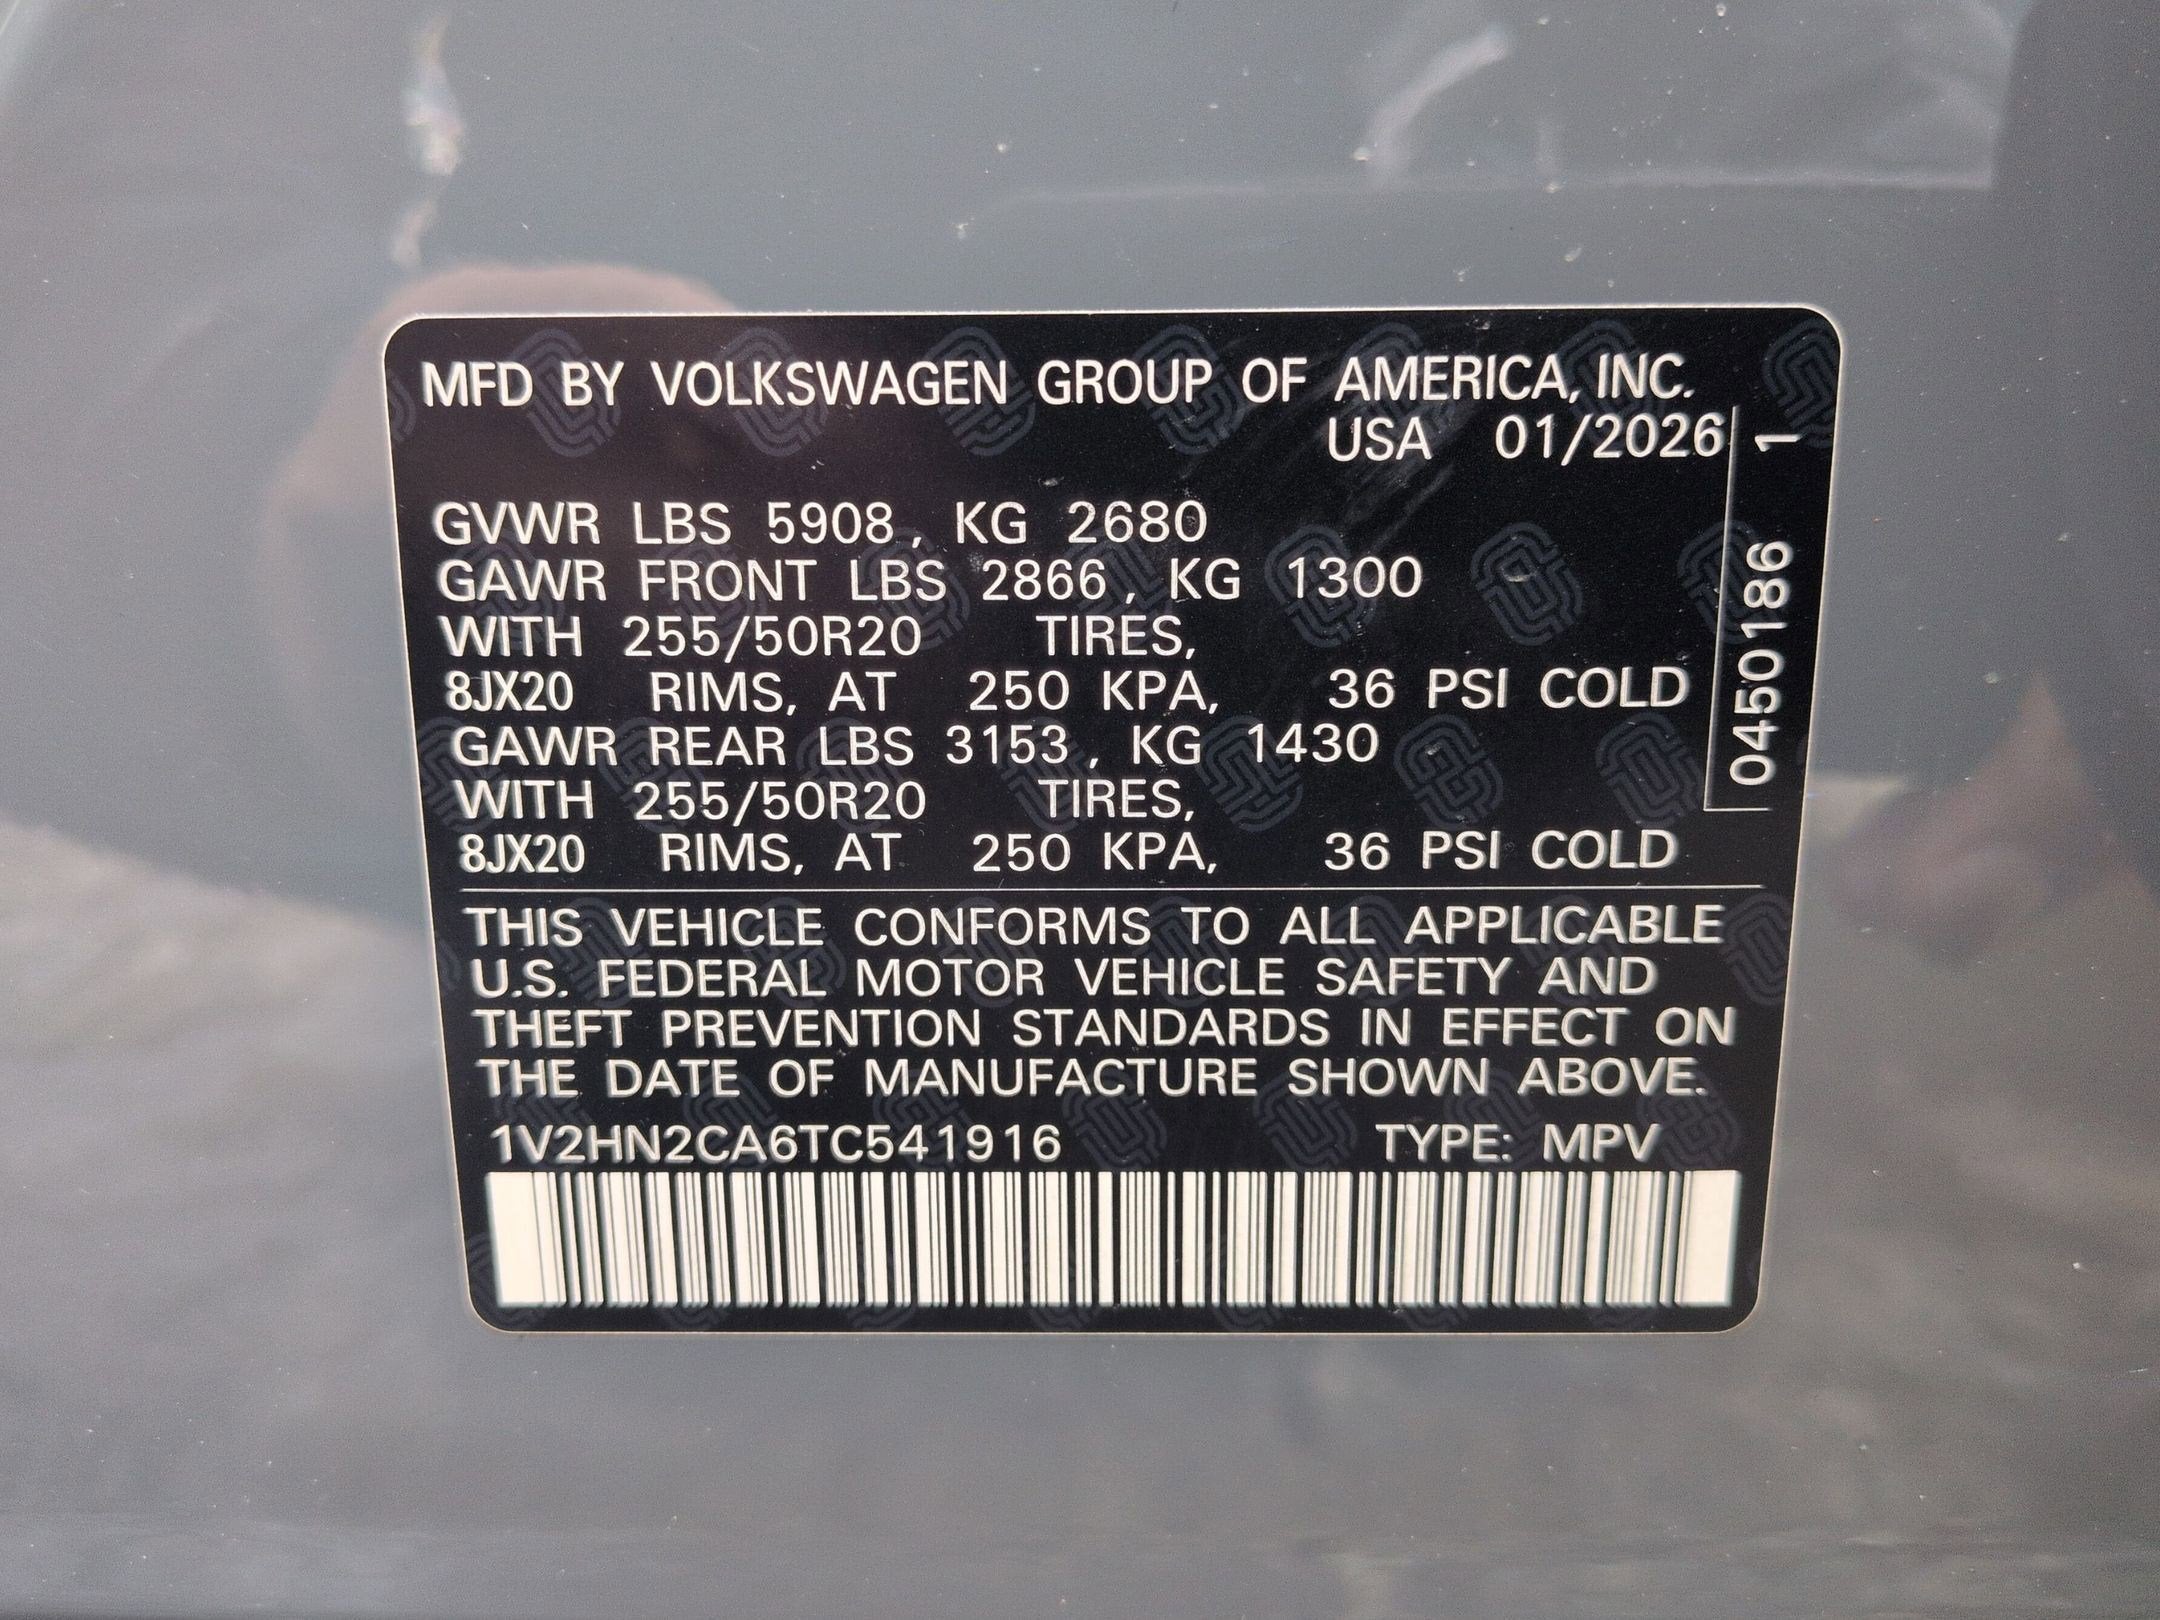 MFD BY VOLKSWAGEN GROUP OF AMERICA, INC.
USA 01/2026
GVWR LBS 5908, KG 2680
GAWR FRONT LBS 2866, KG 1300
WITH 255/50R20 TIRES,
8JX20 RIMS, AT 250 KPA, 36 PSI COLD
GAWR REAR LBS 3153, KG 1430
WITH 255/50R20 TIRES,
8JX20 RIMS, AT 250 KPA, 36 PSI COLD
THIS VEHICLE CONFORMS TO ALL APPLICABLE
U.S. FEDERAL MOTOR VEHICLE SAFETY AND
THEFT PREVENTION STANDARDS IN EFFECT ON
THE DATE OF MANUFACTURE SHOWN ABOVE.
1V2HN2CA6TC541916 TYPE: MPV
0450186 1